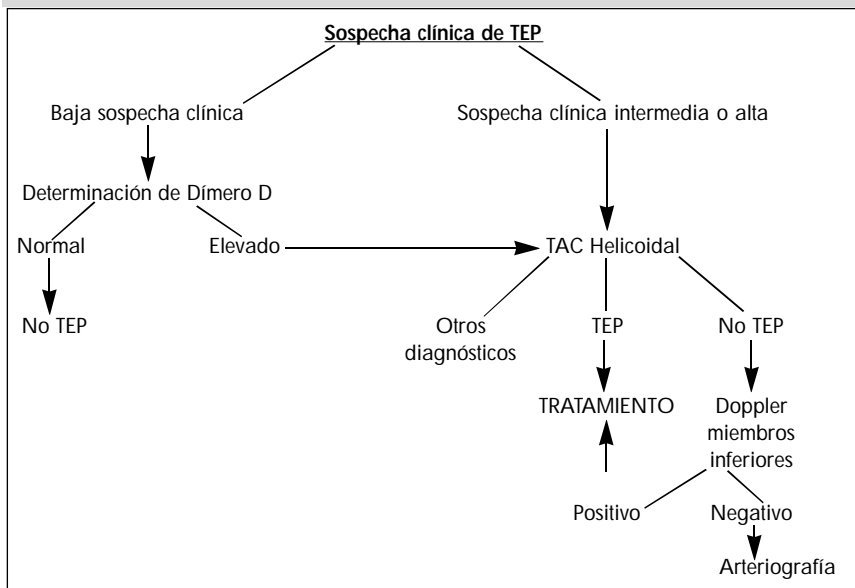 Sospecha clínica de TEP
Baja sospecha clínica
Sospecha clínica intermedia o alta
Determinación de Dímero D
Normal
Elevado
TAC Helicoidal
No TEP
Otros
diagnósticos
TEP
No TEP
TRATAMIENTO
Doppler
miembros
inferiores
Positivo
Negativo
Arteriografía